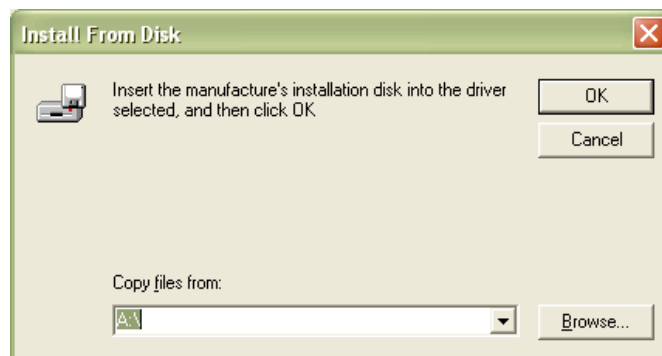 Install From Disk
Insert the manufacture's installation disk into the driver
selected, and then click OK
OK
Cancel
Copy files from:
A:\
Browse...